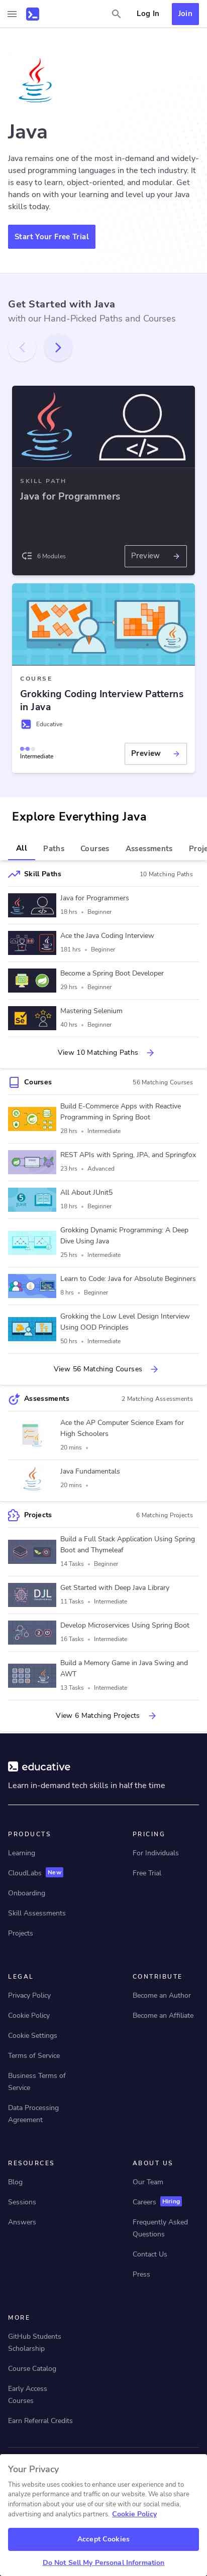 Log In
Join
Java
Java remains one of the most in-demand and widely-used programming languages in the tech industry. It is easy to learn, object-oriented, and modular. Get hands on with your learning and level up your Java skills today.
Start Your Free Trial
Get Started with Java
with our Hand-Picked Paths and Courses
SKILL PATH
Java for Programmers
6 Modules
Preview
COURSE
Grokking Coding Interview Patterns
in Java
Educative
Intermediate
Preview
Explore Everything Java
All
Paths
Courses
Assessments
Proje
Skill Paths
10 Matching Paths
Java for Programmers
18 hrs • Beginner
Ace the Java Coding Interview
181 hrs • Beginner
Become a Spring Boot Developer
29 hrs • Beginner
Mastering Selenium
40 hrs • Beginner
View 10 Matching Paths
Courses
56 Matching Courses
Build E-Commerce Apps with Reactive
Programming in Spring Boot
28 hrs • Intermediate
REST APIs with Spring, JPA, and Springfox
23 hrs • Advanced
All About JUnit5
18 hrs • Beginner
Grokking Dynamic Programming: A Deep
Dive Using Java
25 hrs • Intermediate
Learn to Code: Java for Absolute Beginners
8 hrs • Beginner
Grokking the Low Level Design Interview
Using OOD Principles
50 hrs • Intermediate
View 56 Matching Courses
Assessments
2 Matching Assessments
Ace the AP Computer Science Exam for
High Schoolers
20 mins •
Java Fundamentals
20 mins •
Projects
6 Matching Projects
Build a Full Stack Application Using Spring
Boot and Thymeleaf
14 Tasks • Beginner
DJL
Get Started with Deep Java Library
11 Tasks • Intermediate
Develop Microservices Using Spring Boot
16 Tasks • Intermediate
Build a Memory Game in Java Swing and
AWT
13 Tasks • Intermediate
View 6 Matching Projects
educative
Learn in-demand tech skills in half the time
PRODUCTS
Learning
CloudLabs New
Onboarding
Skill Assessments
Projects
PRICING
For Individuals
Free Trial
LEGAL
Privacy Policy
Cookie Policy
Cookie Settings
Terms of Service
Business Terms of
Service
Data Processing
Agreement
CONTRIBUTE
Become an Author
Become an Affiliate
RESOURCES
Blog
Sessions
Answers
ABOUT US
Our Team
Careers Hiring
Frequently Asked
Questions
Contact Us
Press
MORE
GitHub Students
Scholarship
Course Catalog
Early Access
Courses
Earn Referral Credits
Your Privacy
This website uses cookies to enhance user experience and to analyze performance and traffic on our website. We also share information about your use of our site with our social media, advertising and analytics partners. Cookie Policy
Accept Cookies
Do Not Sell My Personal Information